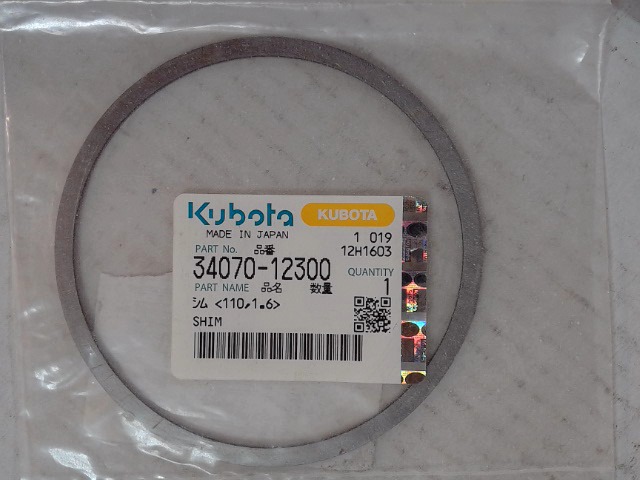 Kubota KUBOTA
MADE IN JAPAN 1 019
PART No. 品番 12H1603
34070-12300 QUANTITY
PART NAME 品名 数量 1
シム <110,1.6>
SHIM